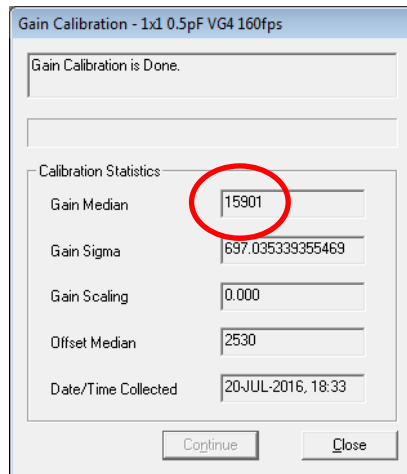 Gain Calibration - 1x1 0.5pF VG4 160fps
Gain Calibration is Done.
Calibration Statistics
Gain Median 15901
Gain Sigma 697.035339355469
Gain Scaling 0.000
Offset Median 2530
Date/Time Collected 20-JUL-2016, 18:33
Continue Close